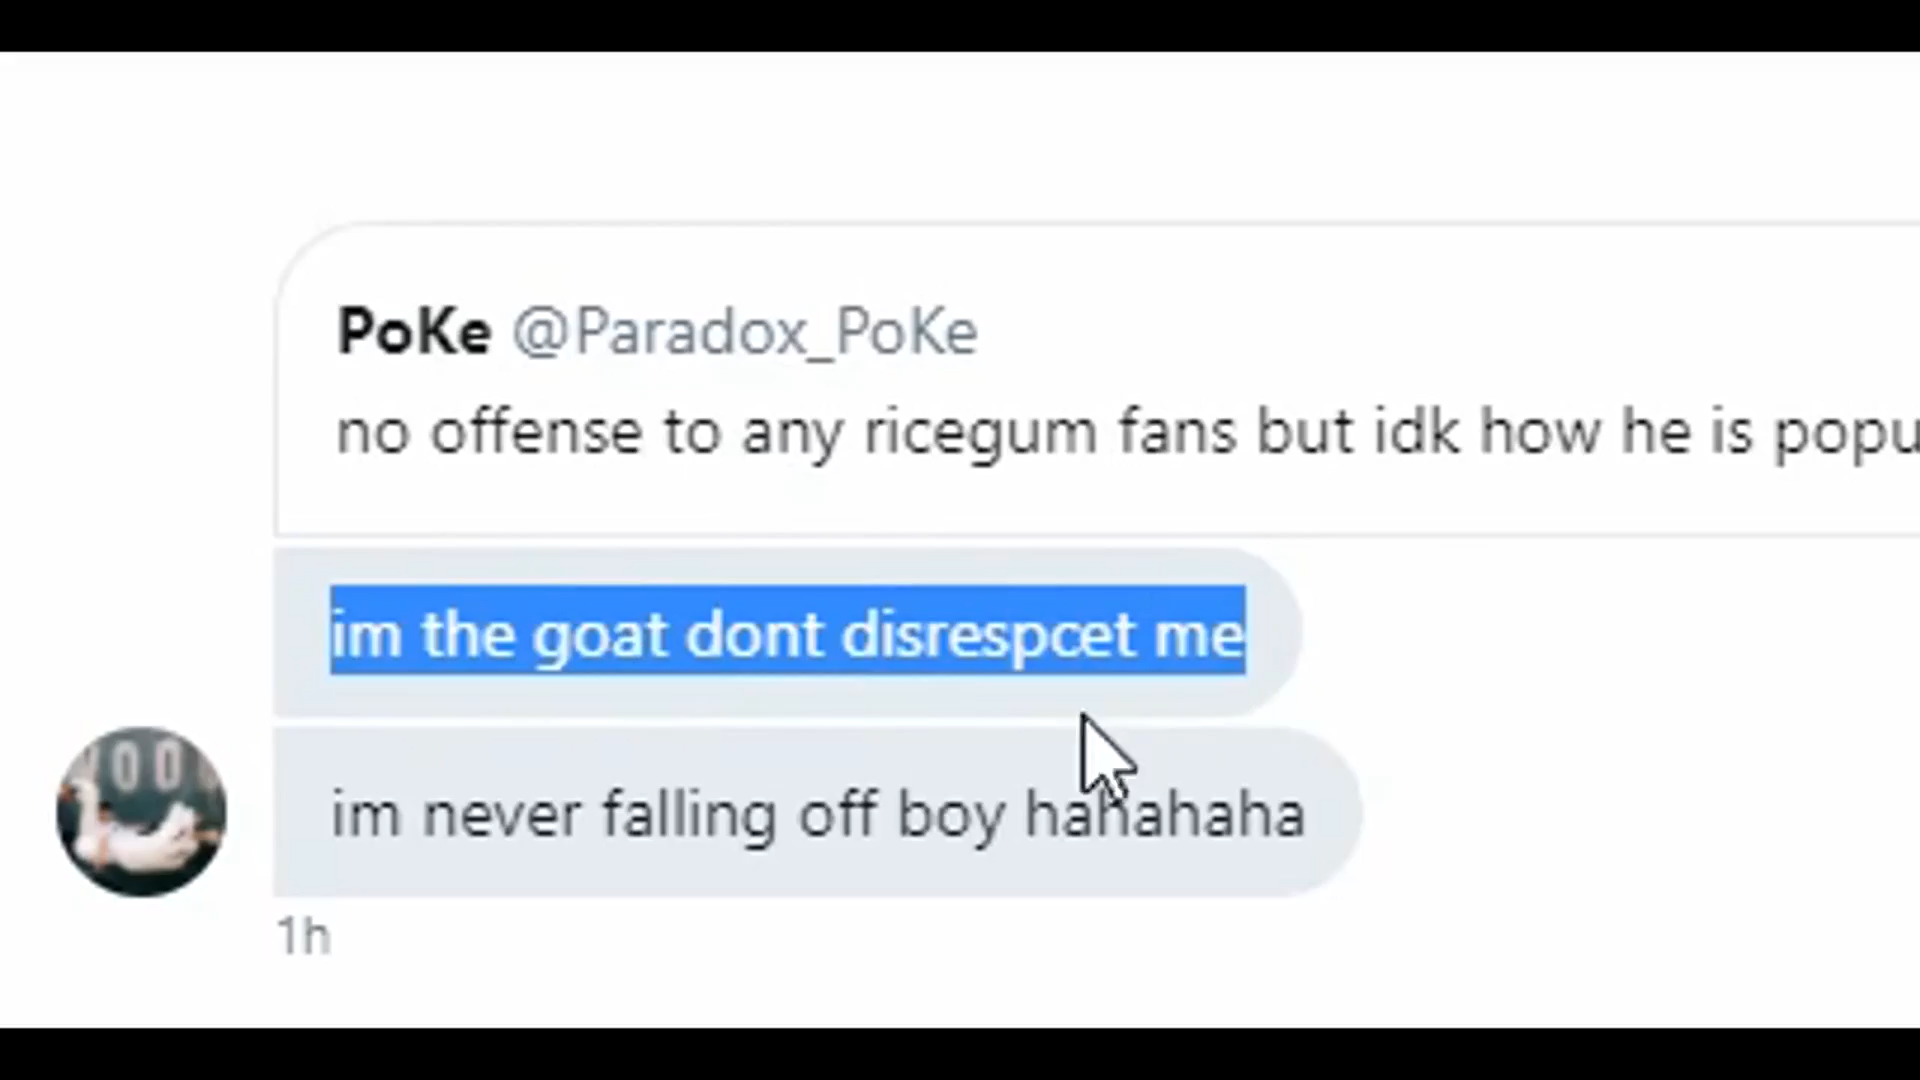 PoKe @Paradox_PoKe
no offense to any ricegum fans but idk how he is popu
im the goat dont disrespcet me
im never falling off boy hahahaha
1h